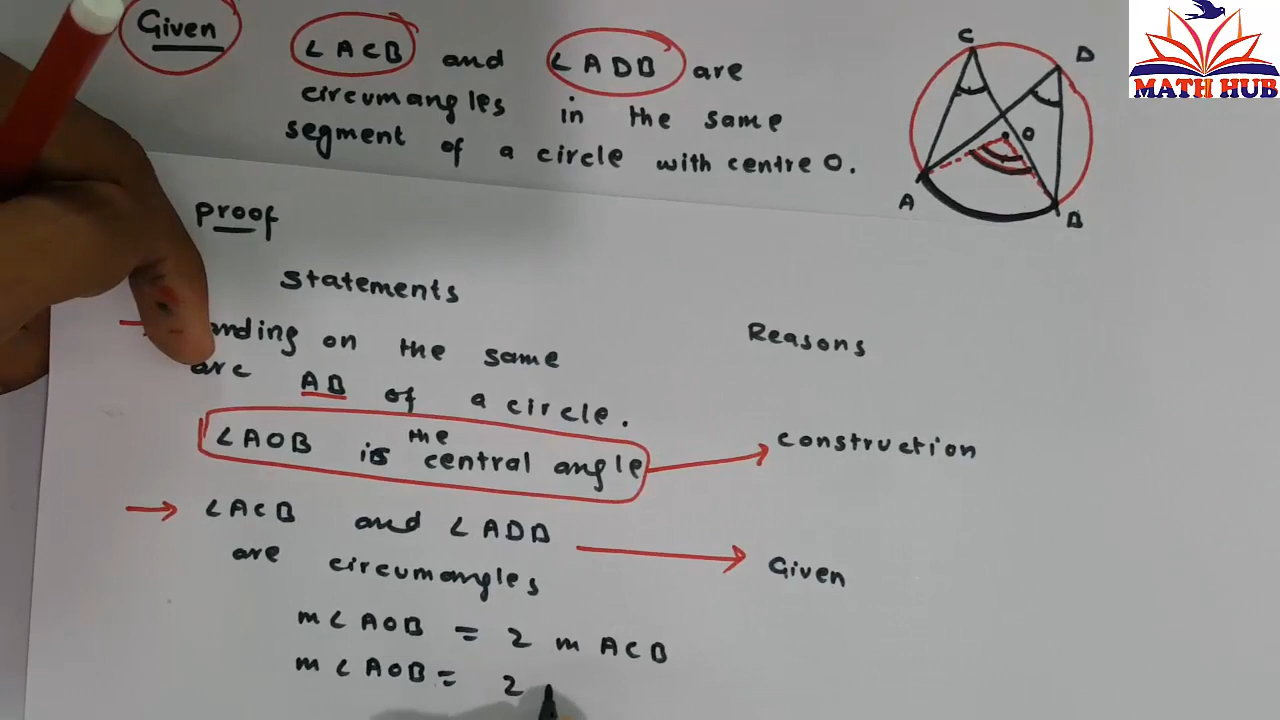 Given
∠ACB and ∠ADB are
circumangles in the same
segment of a circle with centre O.
C
D
O
A
B
MATH HUB
Proof
Statements
Reasons
anding on the same
arc AB of a circle.
∠AOB is the central angle
construction
∠ACB and ∠ADB
are circumangles
Given
m∠AOB = 2 m ACB
m∠AOB = 2